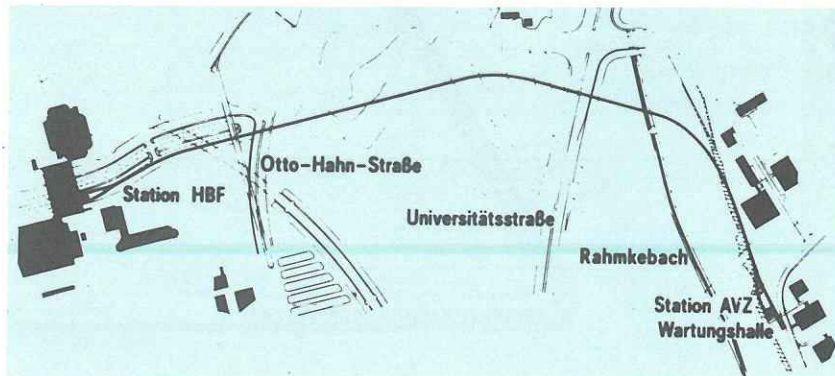 Otto-Hahn-Straße
Station HBF
Universitätsstraße
Rahmkebach
Station AVZ
Wartungshalle